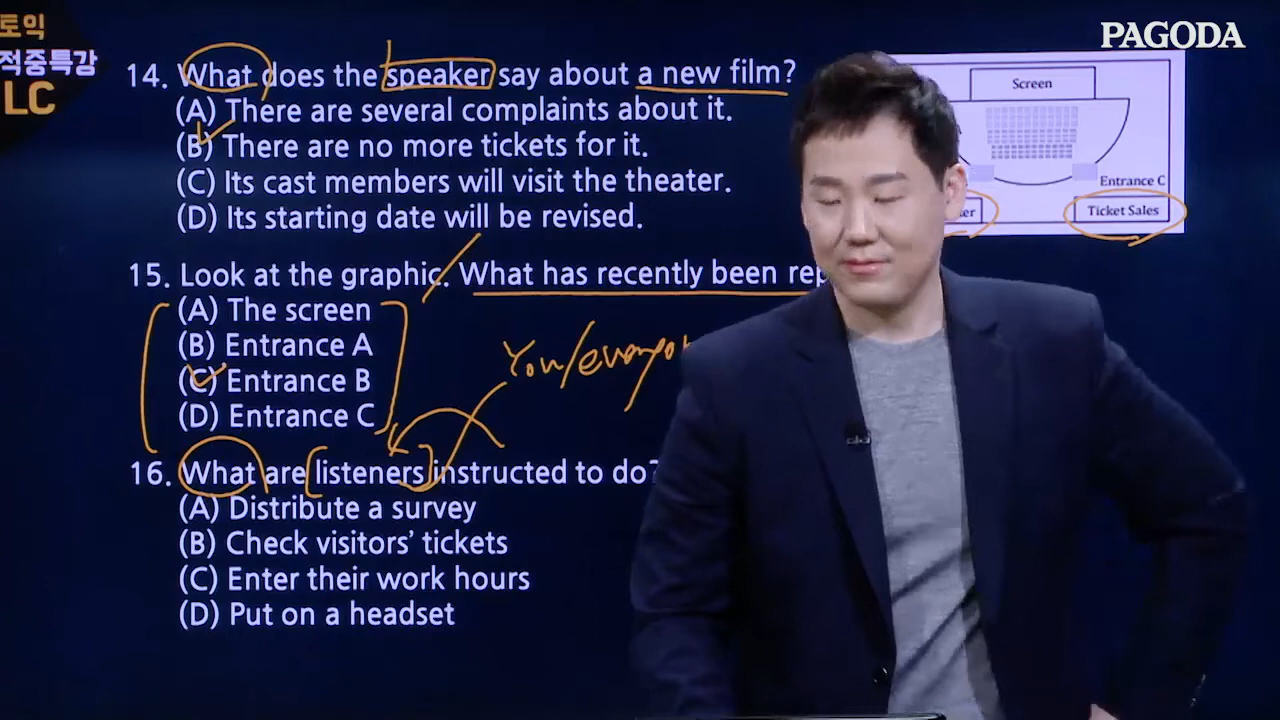 토익
적중특강
LC
PAGODA
14. What does the speaker say about a new film?
(A) There are several complaints about it.
(B) There are no more tickets for it.
(C) Its cast members will visit the theater.
(D) Its starting date will be revised.
Screen
Entrance C
Ticket Sales
15. Look at the graphic. What has recently been
(A) The screen
(B) Entrance A
(C) Entrance B
(D) Entrance C
16. What are listeners instructed to do?
(A) Distribute a survey
(B) Check visitors’ tickets
(C) Enter their work hours
(D) Put on a headset